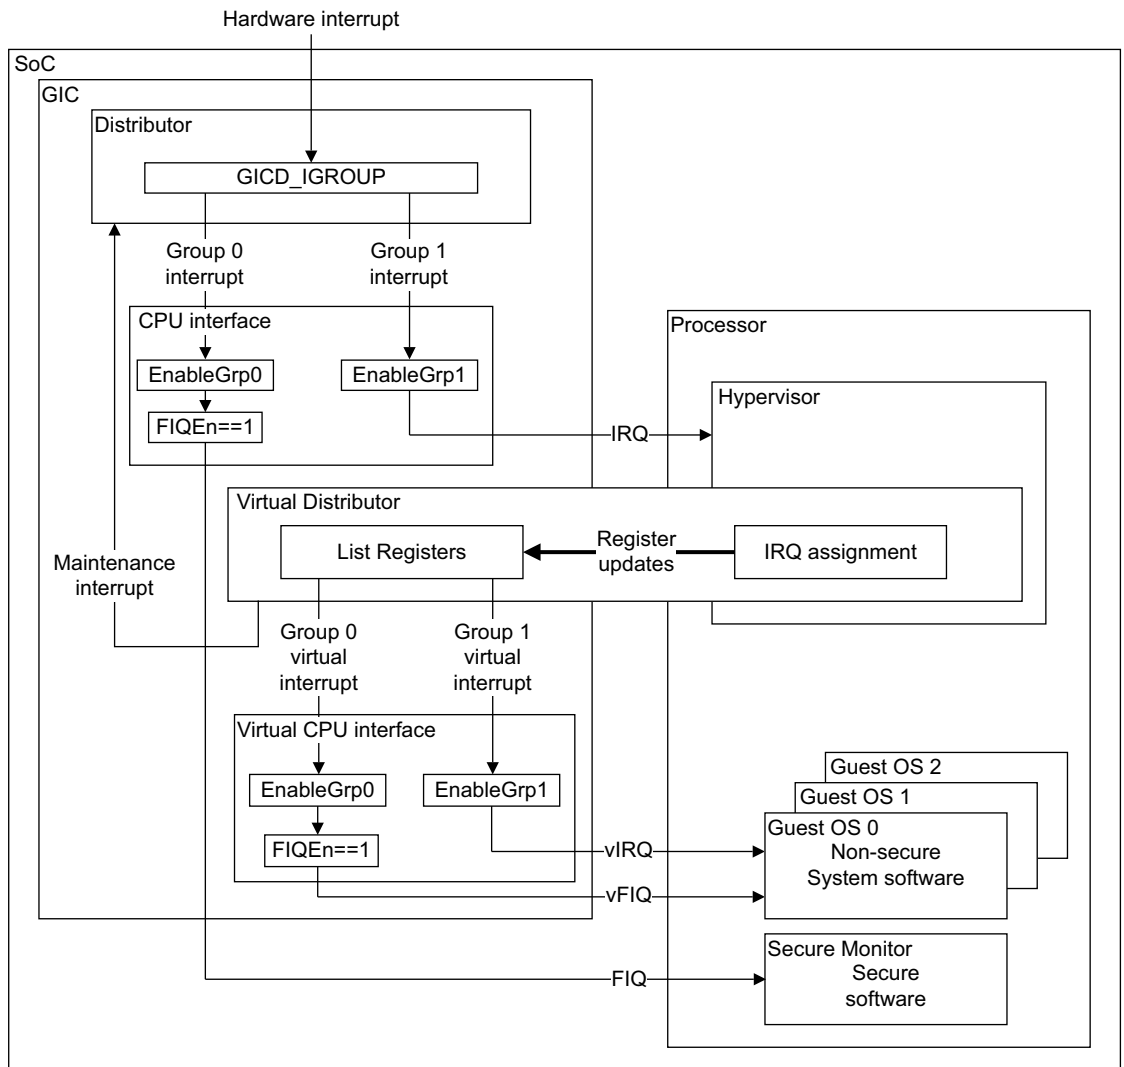 Hardware interrupt
SoC
GIC
Distributor
GICD_IGROUP
Group 0
interrupt
Group 1
interrupt
CPU interface
EnableGrp0
EnableGrp1
FIQEn==1
IRQ
Processor
Hypervisor
Virtual Distributor
List Registers
Register
updates
IRQ assignment
Maintenance
interrupt
Group 0
virtual
interrupt
Group 1
virtual
interrupt
Virtual CPU interface
EnableGrp0
EnableGrp1
FIQEn==1
vIRQ
vFIQ
Guest OS 2
Guest OS 1
Guest OS 0
Non-secure
System software
FIQ
Secure Monitor
Secure
software